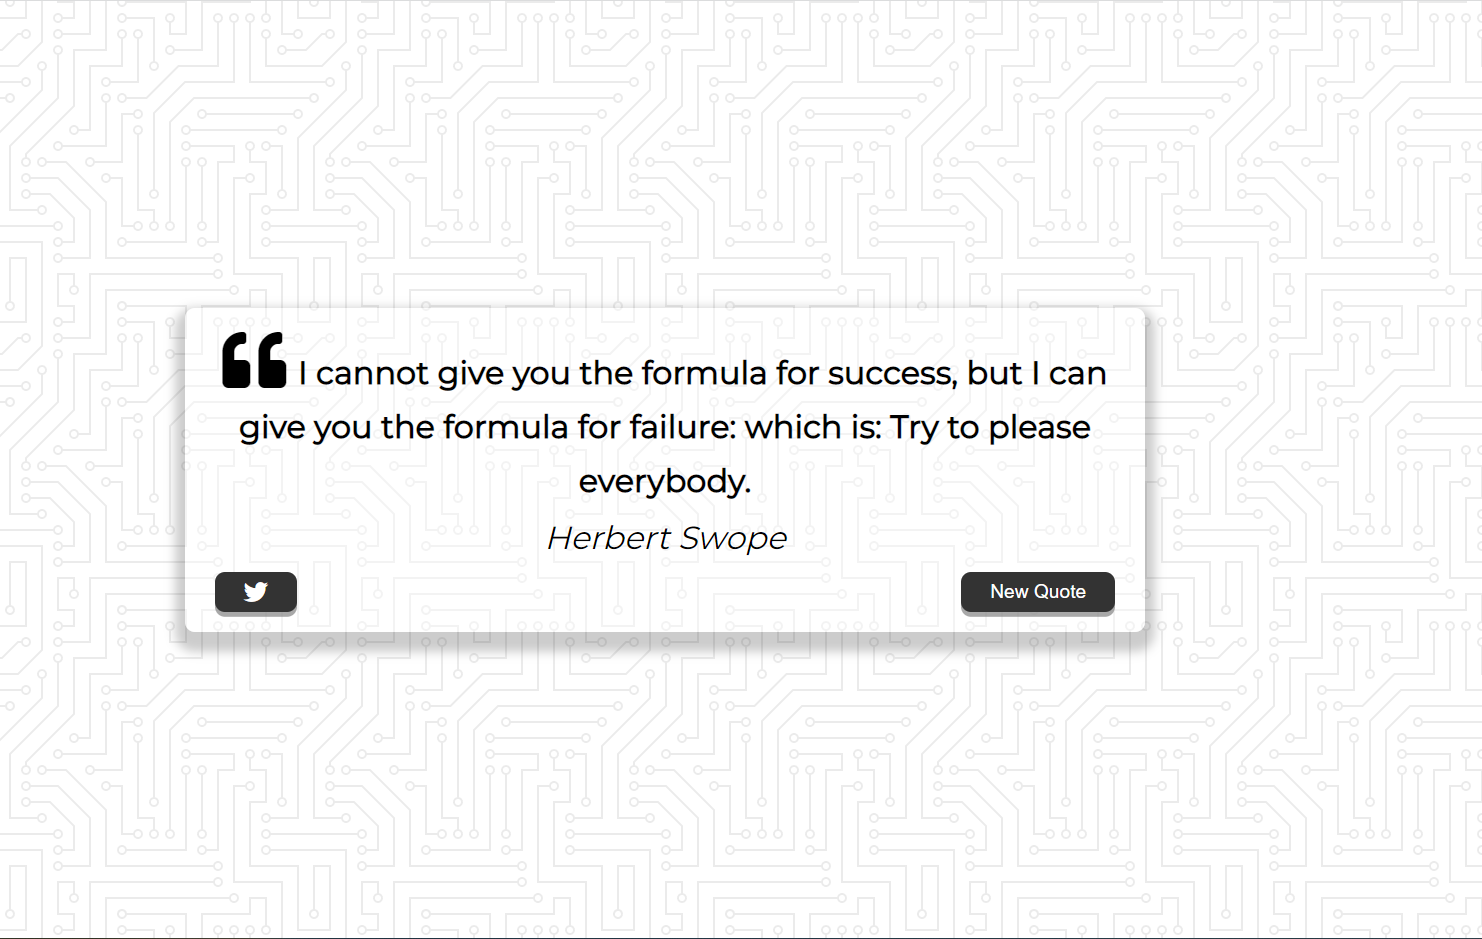 “ I cannot give you the formula for success, but I can
give you the formula for failure: which is: Try to please
everybody.
Herbert Swope
New Quote